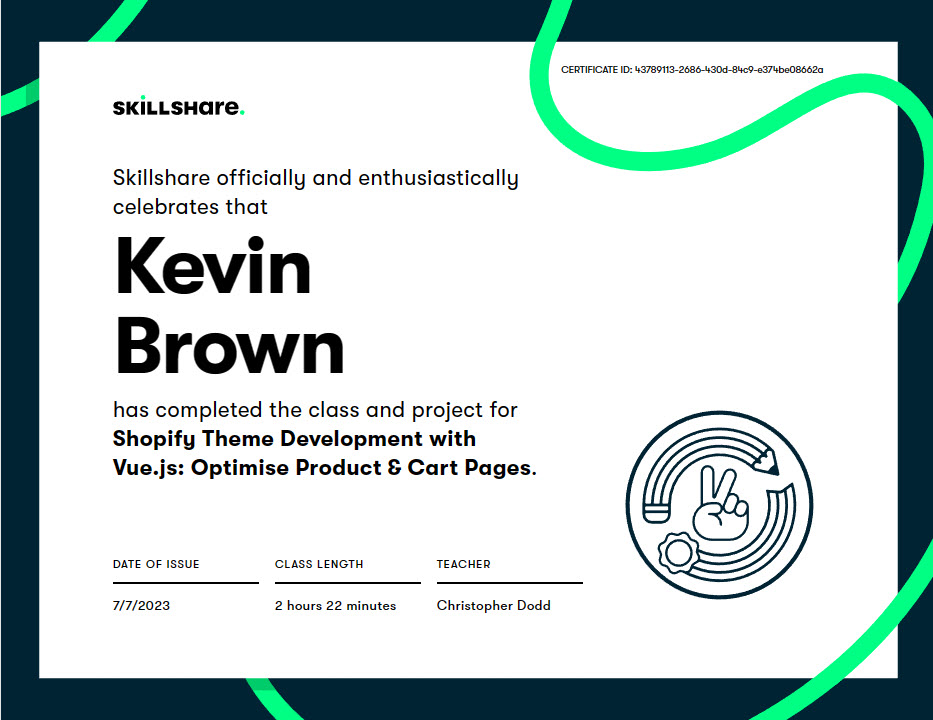 CERTIFICATE ID: 43789113-2686-430d-84c9-e374be08662a
SKiLLSHare.
Skillshare officially and enthusiastically
celebrates that
Kevin
Brown
has completed the class and project for
Shopify Theme Development with
Vue.js: Optimise Product & Cart Pages.
DATE OF ISSUE CLASS LENGTH TEACHER
7/7/2023 2 hours 22 minutes Christopher Dodd